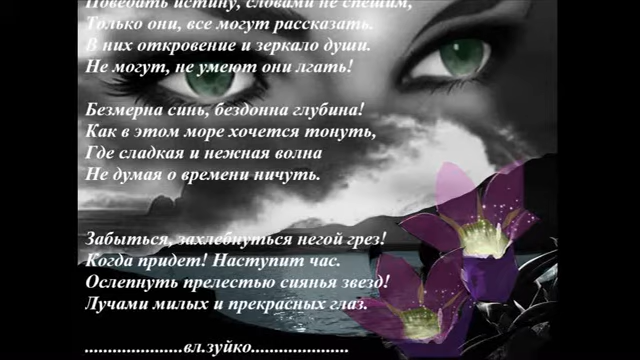 Поведать истину, словами не спешим,
Только они, все могут рассказать.
В них откровение и зеркало души.
Не могут, не умеют они лгать!
Безмерна синь, бездонна глубина!
Как в этом море хочется тонуть,
Где сладкая и нежная волна
Не думая о времени ничуть.
Забыться, захлебнуться негой грез!
Когда придет! Наступит час.
Ослепнуть прелестью сиянья звезд!
Лучами милых и прекрасных глаз.
......................вл.зуйко......................